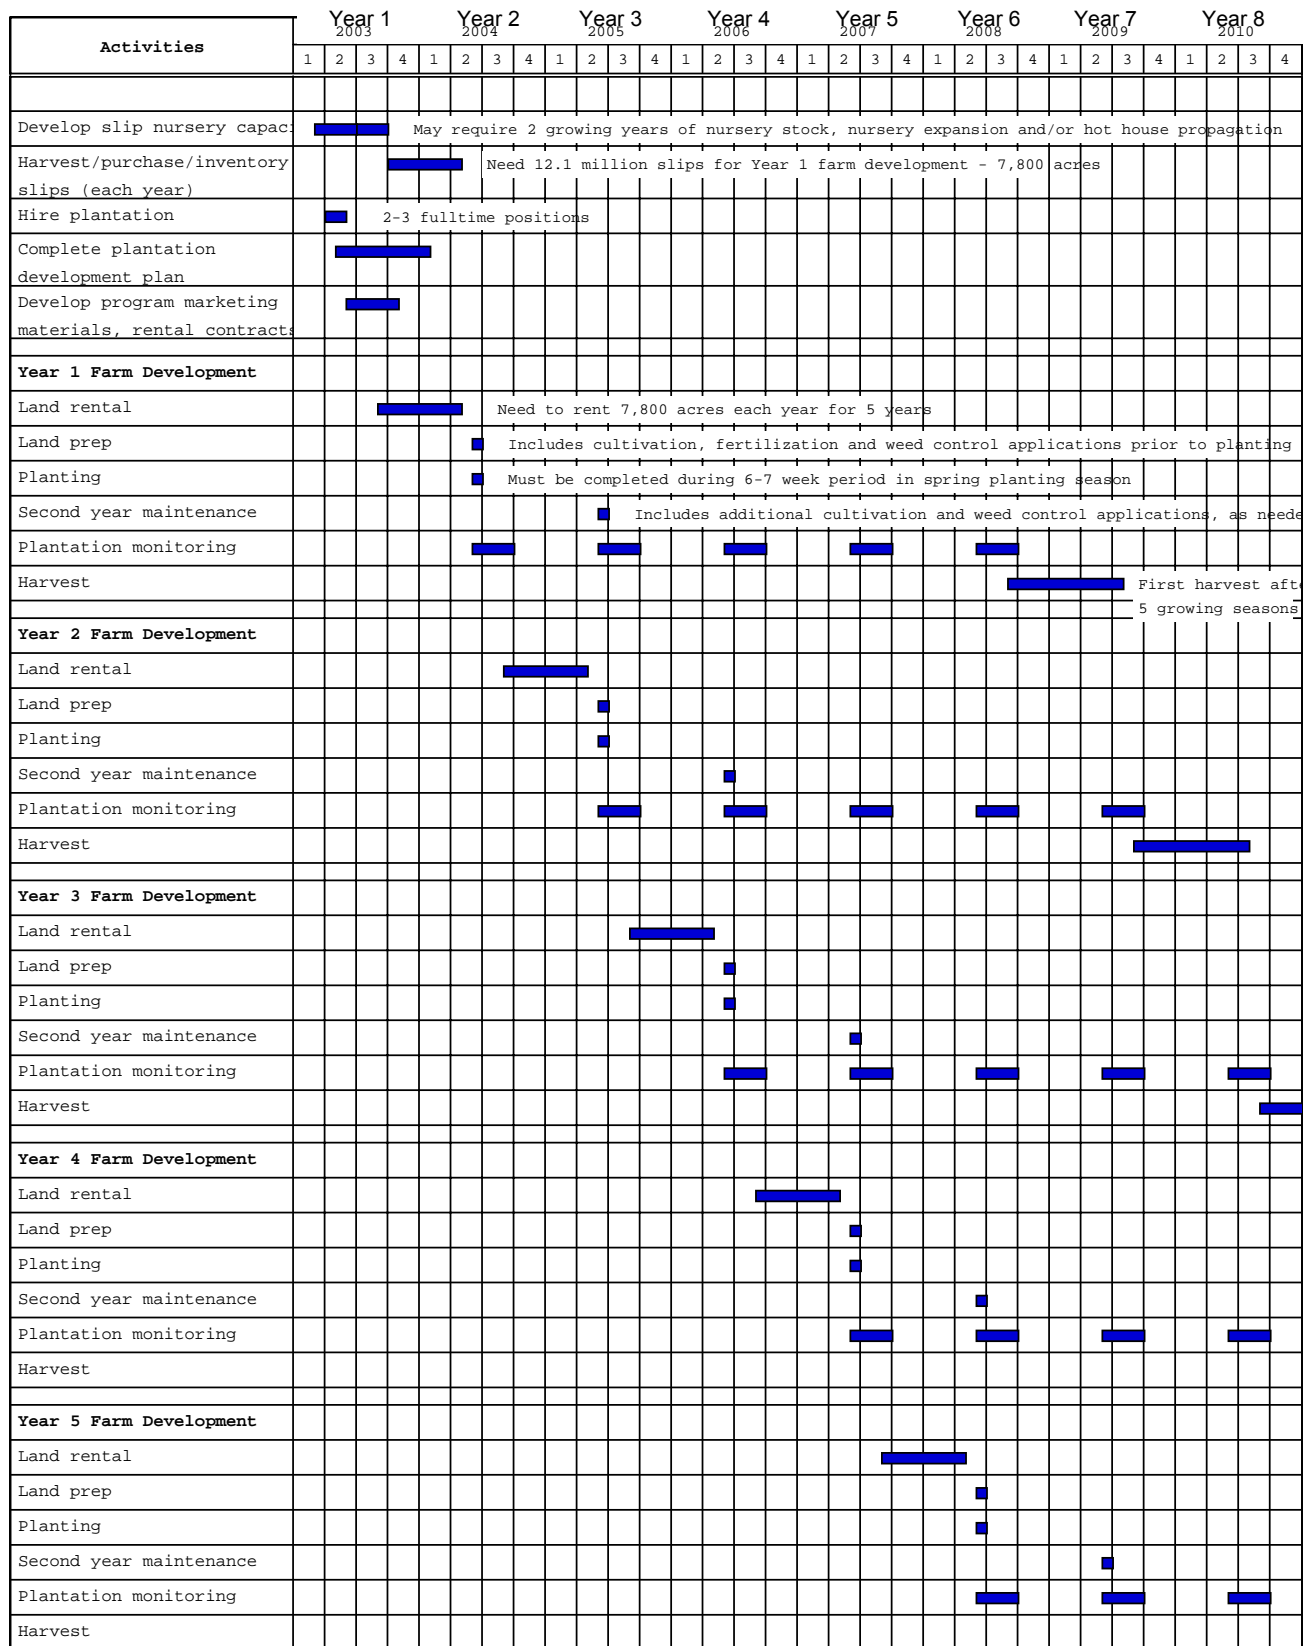 Year 1 Year 2 Year 3 Year 4 Year 5 Year 6 Year 7 Year 8
Activities 2003 2004 2005 2006 2007 2008 2009 2010
1 2 3 4 1 2 3 4 1 2 3 4 1 2 3 4 1 2 3 4 1 2 3 4 1 2 3 4 1 2 3 4
Develop slip nursery capaci May require 2 growing years of nursery stock, nursery expansion and/or hot house propagation
Harvest/purchase/inventory Need 12.1 million slips for Year 1 farm development - 7,800 acres
slips (each year)
Hire plantation 2-3 fulltime positions
Complete plantation
development plan
Develop program marketing
materials, rental contracts
Year 1 Farm Development
Land rental Need to rent 7,800 acres each year for 5 years
Land prep Includes cultivation, fertilization and weed control applications prior to planting
Planting Must be completed during 6-7 week period in spring planting season
Second year maintenance Includes additional cultivation and weed control applications, as neede
Plantation monitoring
Harvest First harvest afte
5 growing seasons
Year 2 Farm Development
Land rental
Land prep
Planting
Second year maintenance
Plantation monitoring
Harvest
Year 3 Farm Development
Land rental
Land prep
Planting
Second year maintenance
Plantation monitoring
Harvest
Year 4 Farm Development
Land rental
Land prep
Planting
Second year maintenance
Plantation monitoring
Harvest
Year 5 Farm Development
Land rental
Land prep
Planting
Second year maintenance
Plantation monitoring
Harvest